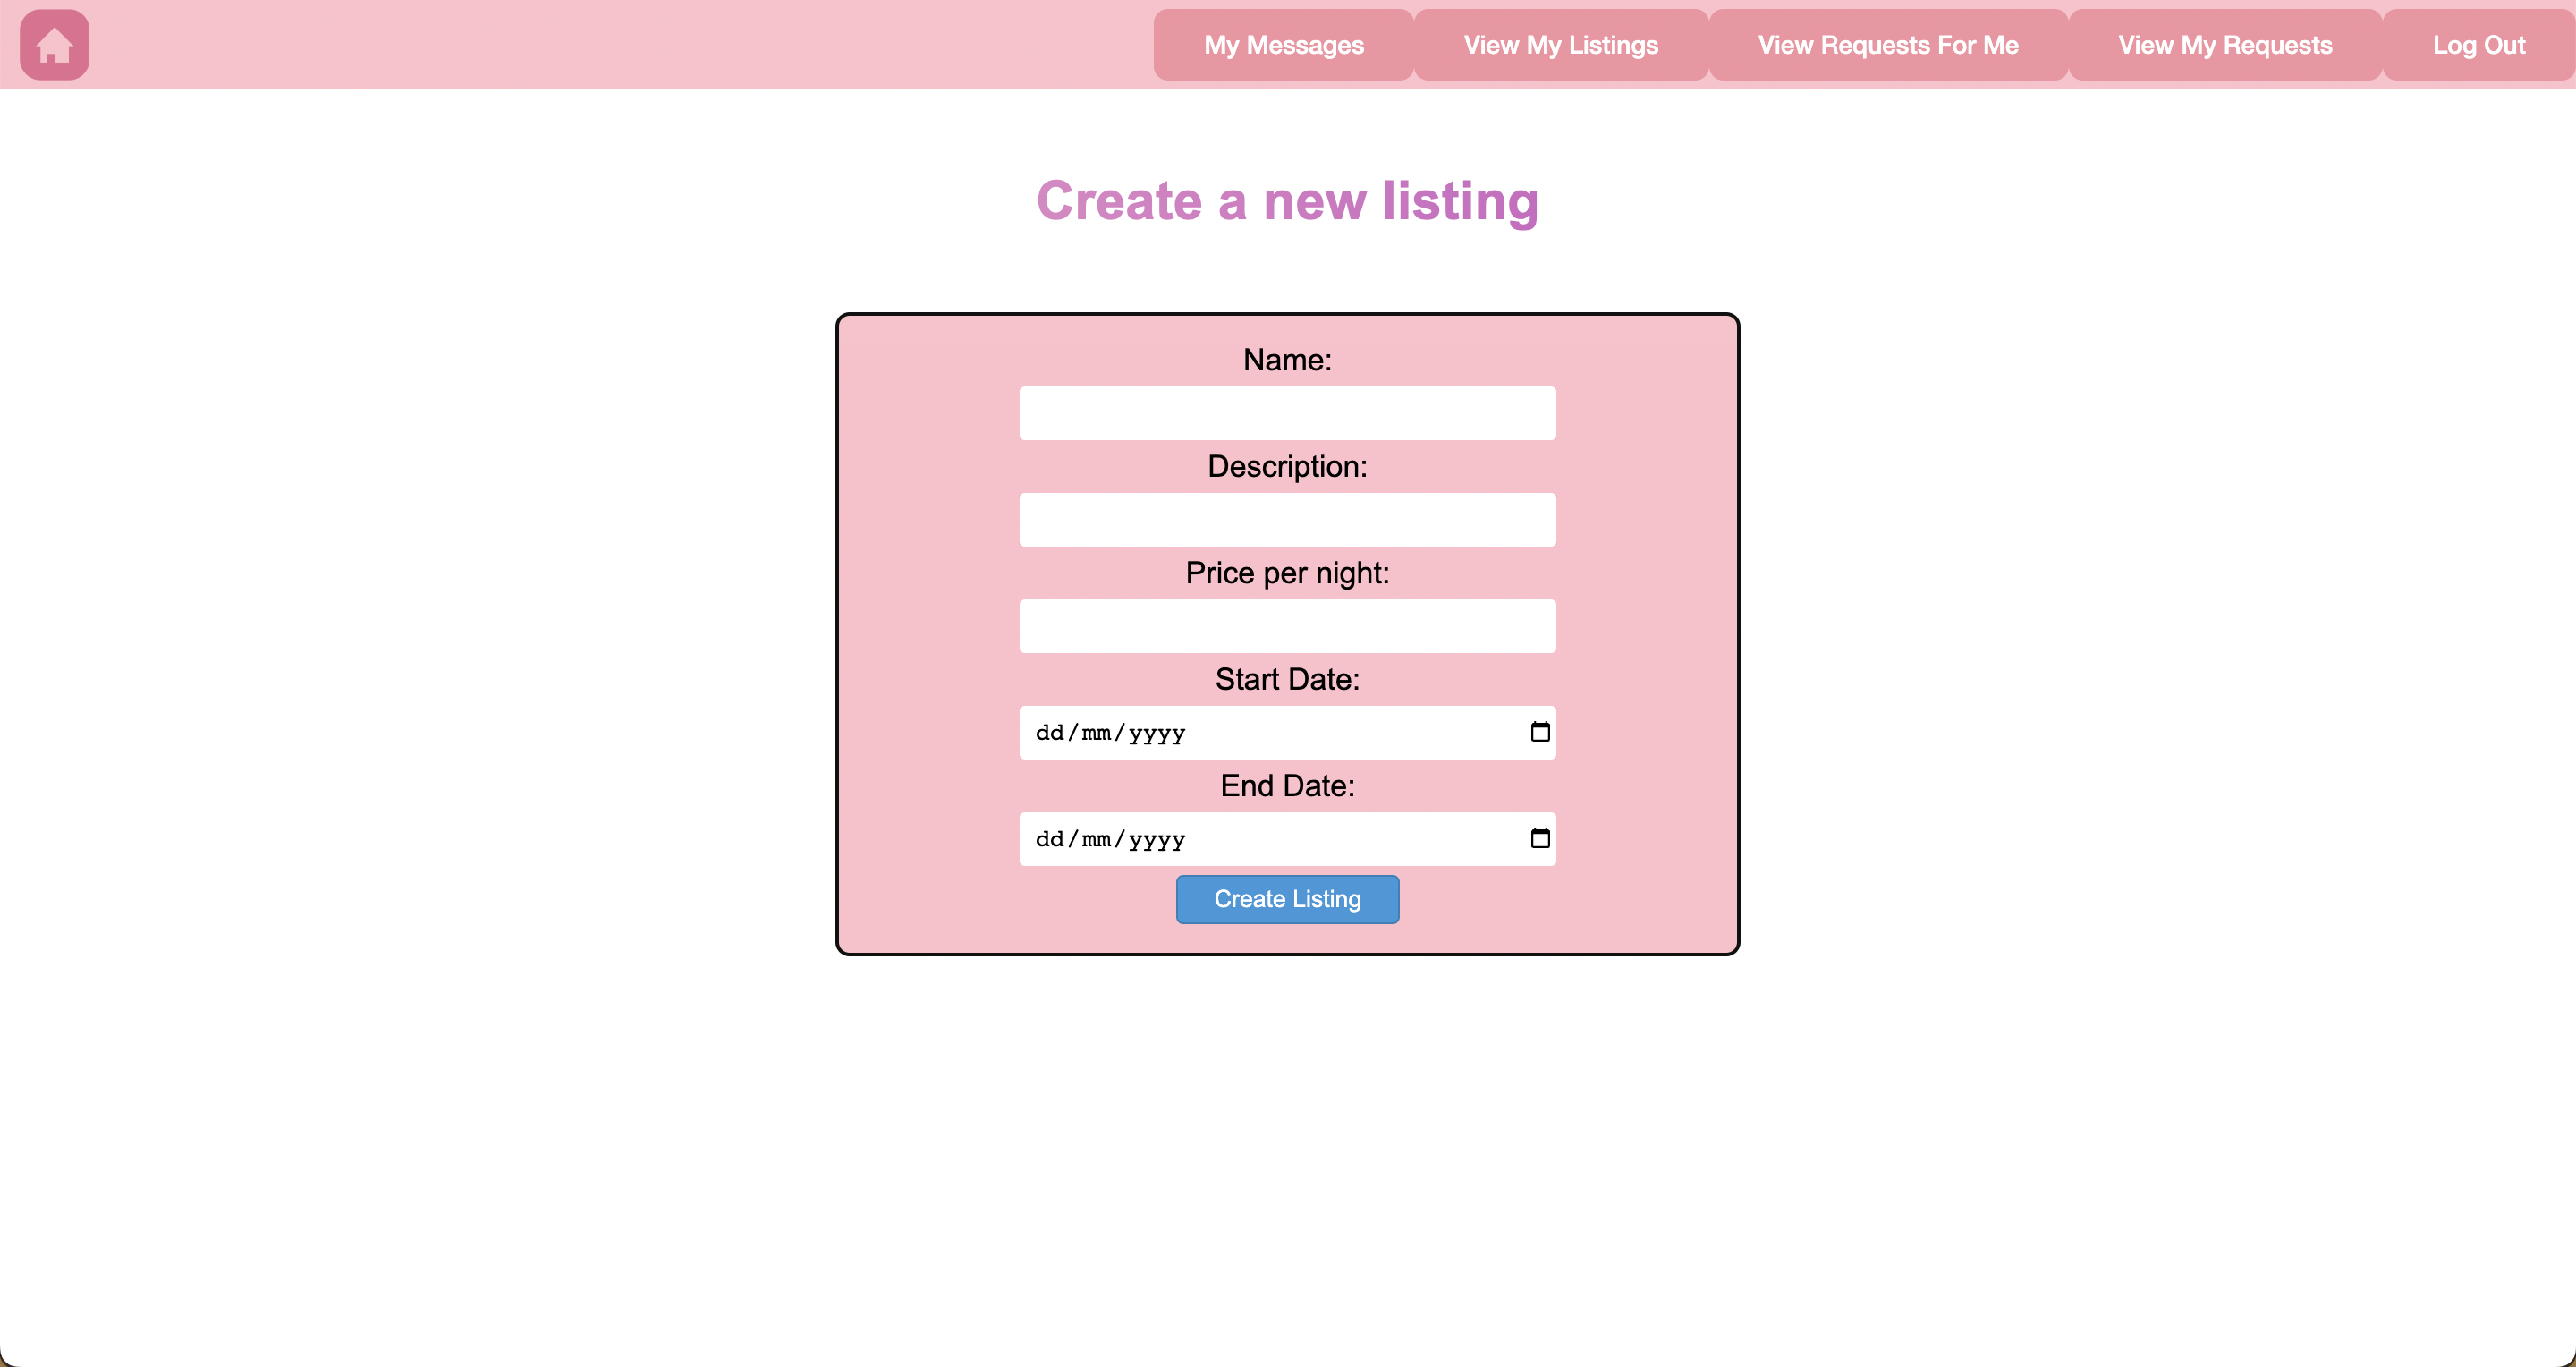 My Messages View My Listings View Requests For Me View My Requests Log Out
Create a new listing
Name:
Description:
Price per night:
Start Date:
dd/mm/yyyy
End Date:
dd/mm/yyyy
Create Listing